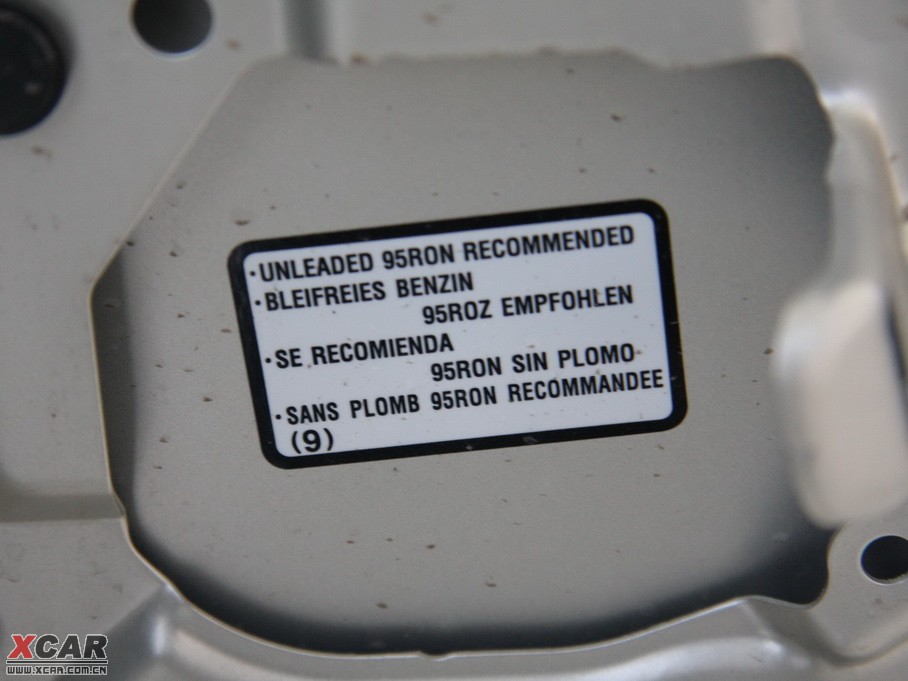 ·UNLEADED 95RON RECOMMENDED
·BLEIFREIES BENZIN
95ROZ EMPFOHLEN
·SE RECOMIENDA
95RON SIN PLOMO
·SANS PLOMB 95RON RECOMMANDEE
(9)
XCAR
WWW.XCAR.COM.CN